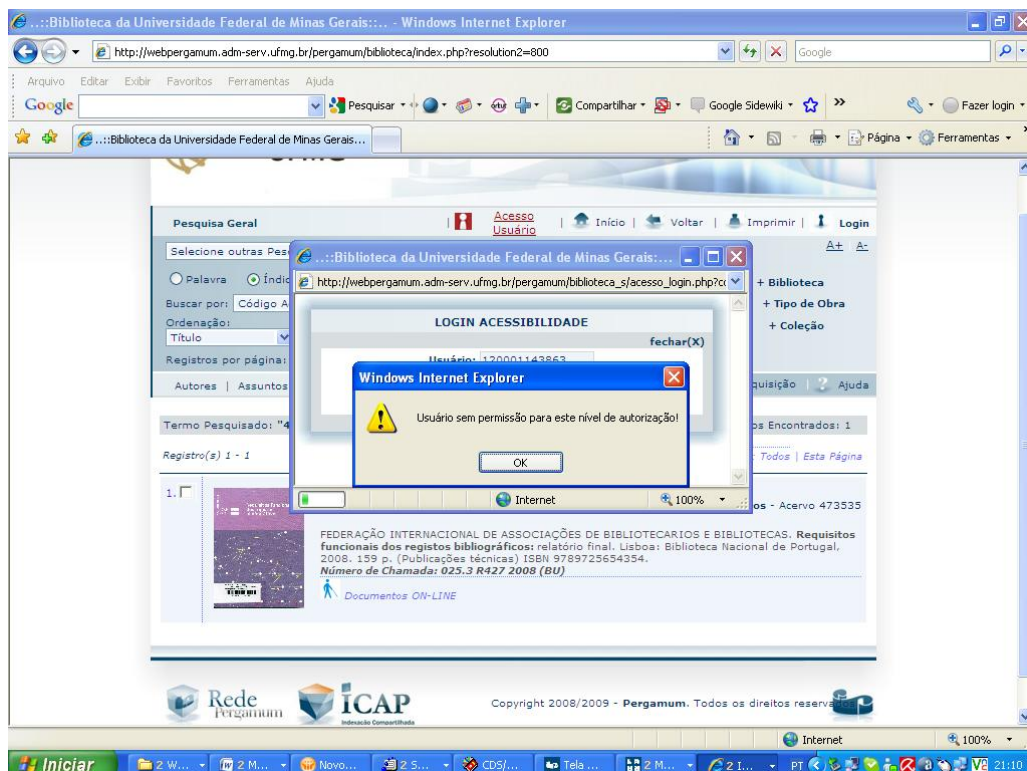 ..::Biblioteca da Universidade Federal de Minas Gerais::.. - Windows Internet Explorer
http://webpergamum.adm-serv.ufmg.br/pergamum/biblioteca/index.php?resolution2=800
Google
Arquivo Editar Exibir Favoritos Ferramentas Ajuda
Google Pesquisar Compartilhar Google Sidewiki Fazer login
..::Biblioteca da Universidade Federal de Minas Gerais... Página Ferramentas
Pesquisa Geral | Acesso Usuário | Início | Voltar | Imprimir | Login
Selecione outras Pes
A+ A-
Palavra Índic
+ Biblioteca
Buscar por: Código A
+ Tipo de Obra
Ordenação:
+ Coleção
Título
Registros por página:
Autores | Assuntos
quisição | Ajuda
..::Biblioteca da Universidade Federal de Minas Gerais:...
http://webpergamum.adm-serv.ufmg.br/pergamum/biblioteca_s/acesso_login.php?co
LOGIN ACESSIBILIDADE
fechar(X)
Usuário: 120001143863
Windows Internet Explorer
Usuário sem permissão para este nível de autorização!
OK
Internet 100%
Termo Pesquisado: "4
os Encontrados: 1
Registro(s) 1 - 1
: Todos | Esta Página
1.
os - Acervo 473535
FEDERAÇÃO INTERNACIONAL DE ASSOCIAÇÕES DE BIBLIOTECARIOS E BIBLIOTECAS. Requisitos
funcionais dos registos bibliográficos: relatório final. Lisboa: Biblioteca Nacional de Portugal,
2008. 159 p. (Publicações técnicas) ISBN 9789725654354.
Número de Chamada: 025.3 R427 2008 (BU)
Documentos ON-LINE
Rede Pergamum
ICAP
Indexação Compartilhada
Copyright 2008/2009 - Pergamum. Todos os direitos reserva
Internet 100%
Iniciar 2 W... 2 M... Novo... 2 S... CDS/... Tela ... 2 M... 2 I... PT 21:10